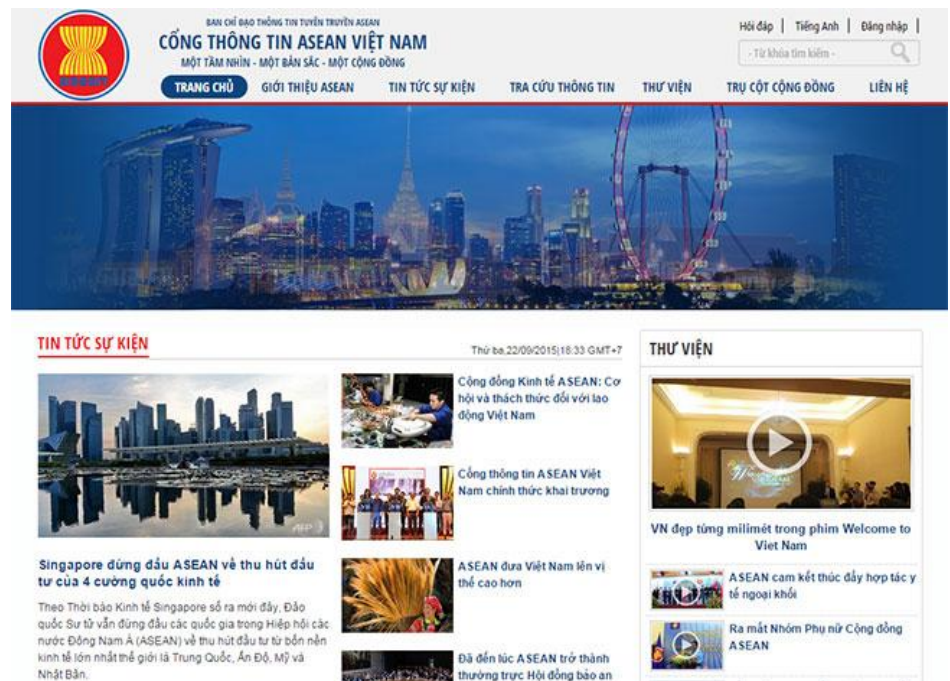 BAN CHỈ ĐẠO THÔNG TIN TUYÊN TRUYỀN ASEAN
CỔNG THÔNG TIN ASEAN VIỆT NAM
MỘT TẦM NHÌN - MỘT BẢN SẮC - MỘT CỘNG ĐỒNG
asean
Hỏi đáp | Tiếng Anh | Đăng nhập |
- Từ khóa tìm kiếm -
TRANG CHỦ GIỚI THIỆU ASEAN TIN TỨC SỰ KIỆN TRA CỨU THÔNG TIN THƯ VIỆN TRỤ CỘT CỘNG ĐỒNG LIÊN HỆ
TIN TỨC SỰ KIỆN
Thứ ba,22/09/2015|18:33 GMT+7
AFP
Singapore đứng đầu ASEAN về thu hút đầu
tư của 4 cường quốc kinh tế
Theo Thời báo Kinh tế Singapore số ra mới đây, Đảo
quốc Sư tử vẫn đứng đầu các quốc gia trong Hiệp hội các
nước Đông Nam Á (ASEAN) về thu hút đầu tư từ bốn nền
kinh tế lớn nhất thế giới là Trung Quốc, Ấn Độ, Mỹ và
Nhật Bản.
Cộng đồng Kinh tế ASEAN: Cơ
hội và thách thức đối với lao
động Việt Nam
Cổng thông tin ASEAN Việt
Nam chính thức khai trương
ASEAN đưa Việt Nam lên vị
thế cao hơn
Đã đến lúc ASEAN trở thành
thường trực Hội đồng bảo an
THƯ VIỆN
VN đẹp từng milimét trong phim Welcome to
Viet Nam
ASEAN cam kết thúc đẩy hợp tác y
tế ngoại khối
Ra mắt Nhóm Phụ nữ Cộng đồng
ASEAN